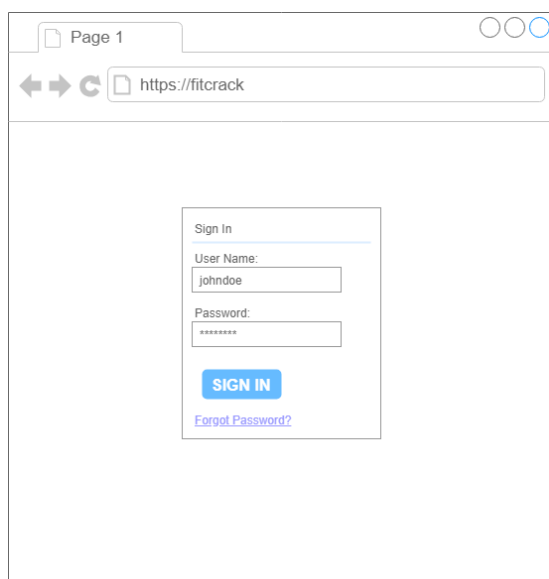 Page 1
https://fitcrack
Sign In
User Name:
johndoe
Password:
********
SIGN IN
Forgot Password?